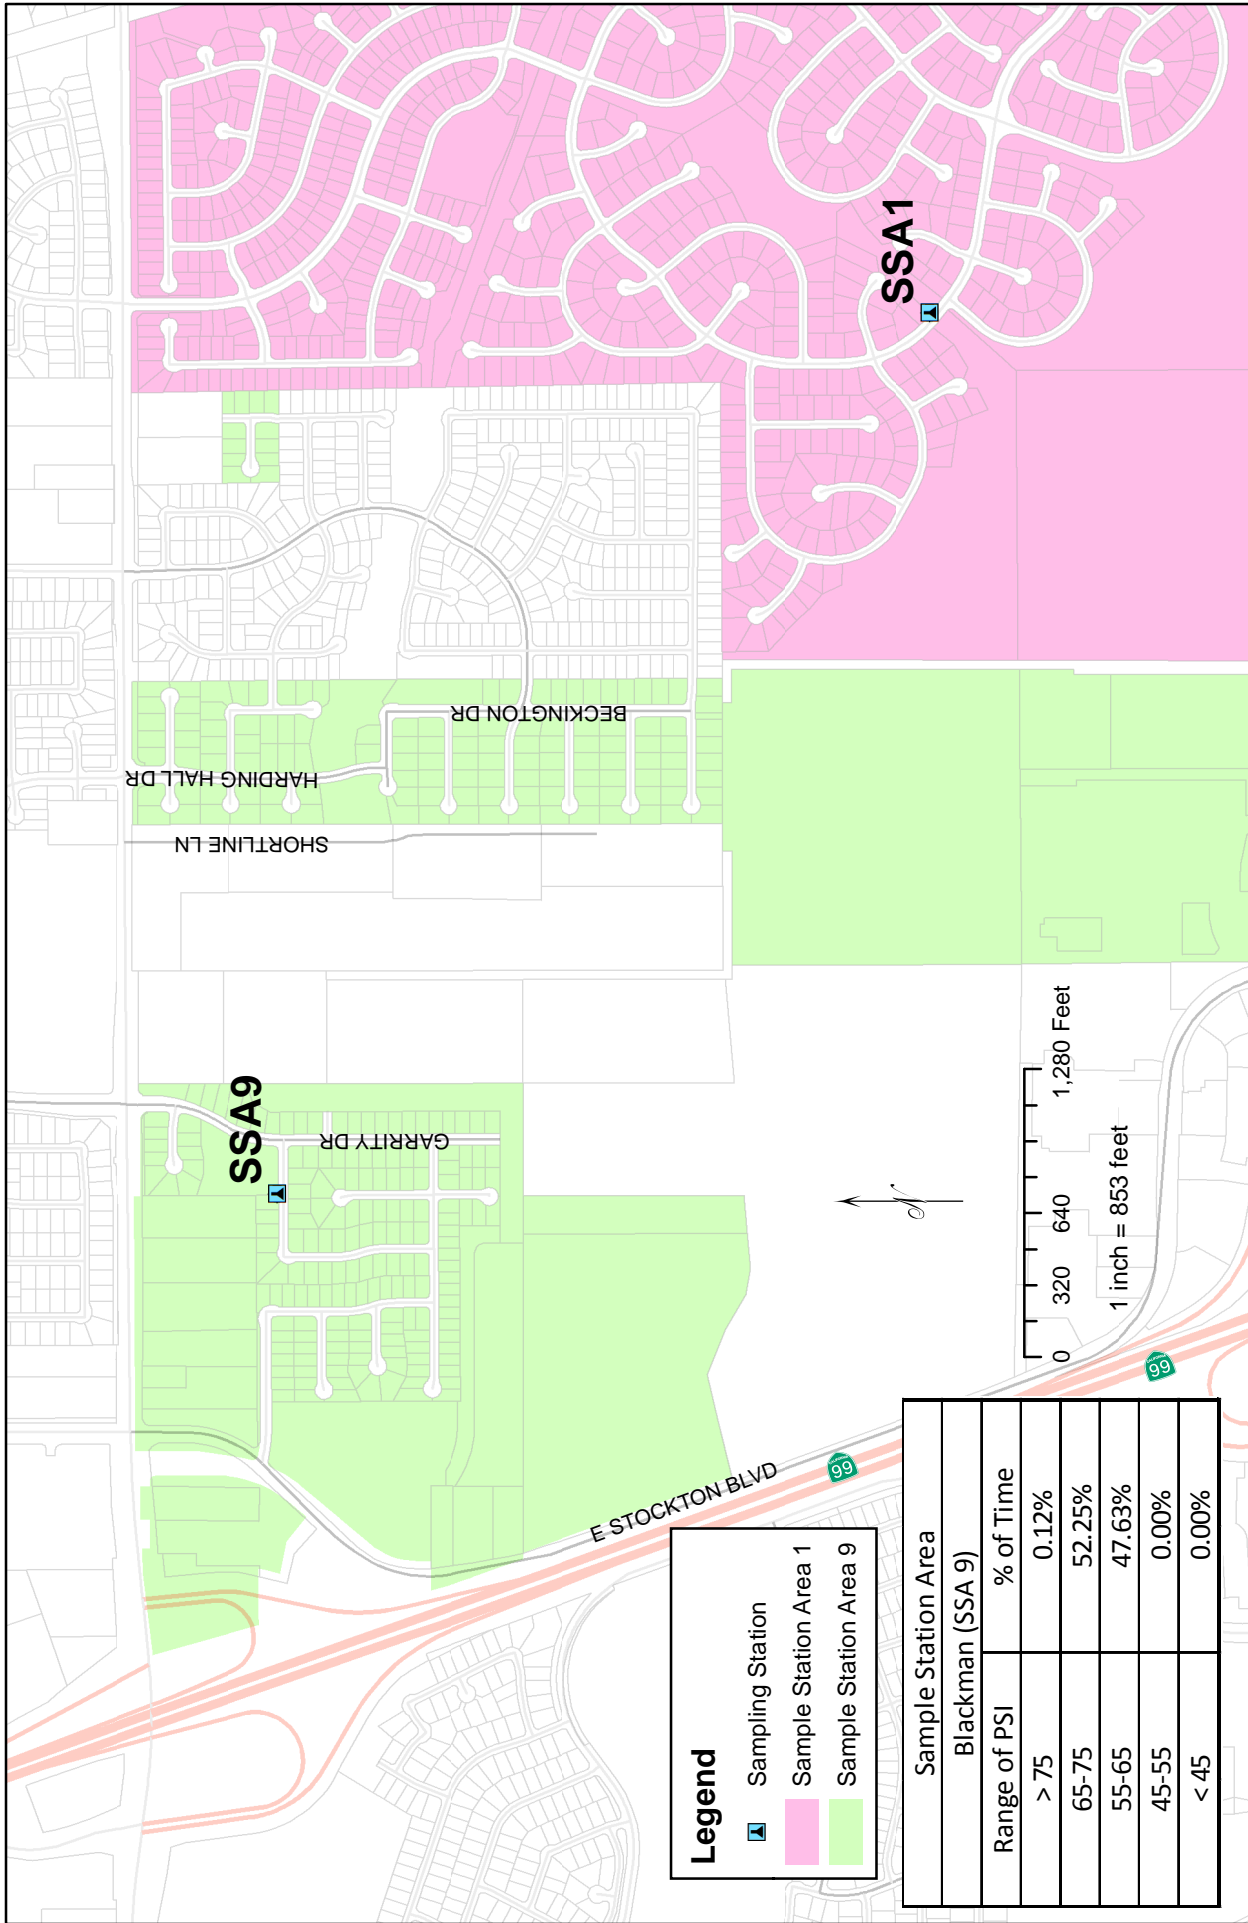 SSA9
SSA1
GARRITY DR
SHORTLINE LN
HARDING HALL DR
BECKINGTON DR
E STOCKTON BLVD
99
99
0 320 640 1,280 Feet
1 inch = 853 feet
Legend
Sampling Station
Sample Station Area 1
Sample Station Area 9
Sample Station Area
Blackman (SSA 9)
Range of PSI % of Time
> 75 0.12%
65-75 52.25%
55-65 47.63%
45-55 0.00%
< 45 0.00%